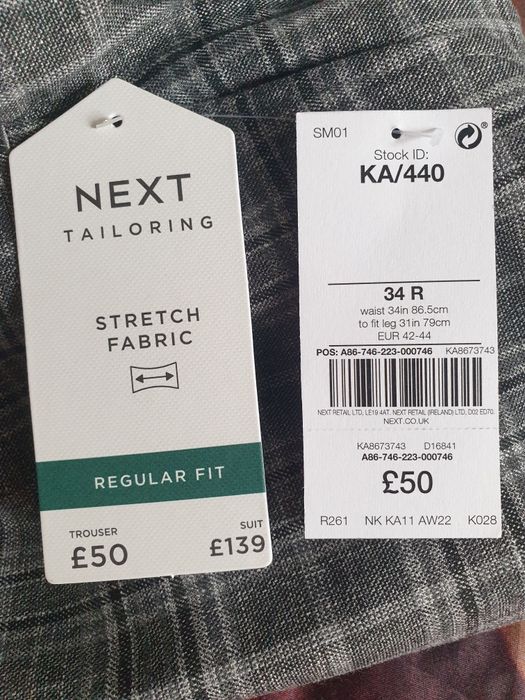 NEXT
TAILORING
STRETCH
FABRIC
REGULAR FIT
TROUSER
£50
SUIT
£139
SM01
Stock ID:
KA/440
34 R
waist 34in 86.5cm
to fit leg 31in 79cm
EUR 42-44
POS: A86-746-223-000746 KA8673743
NEXT RETAIL LTD, LE19 4AT. NEXT RETAIL (IRELAND) LTD, D02 ED70.
NEXT.CO.UK
KA8673743 D16841
A86-746-223-000746
£50
R261 NK KA11 AW22 K028